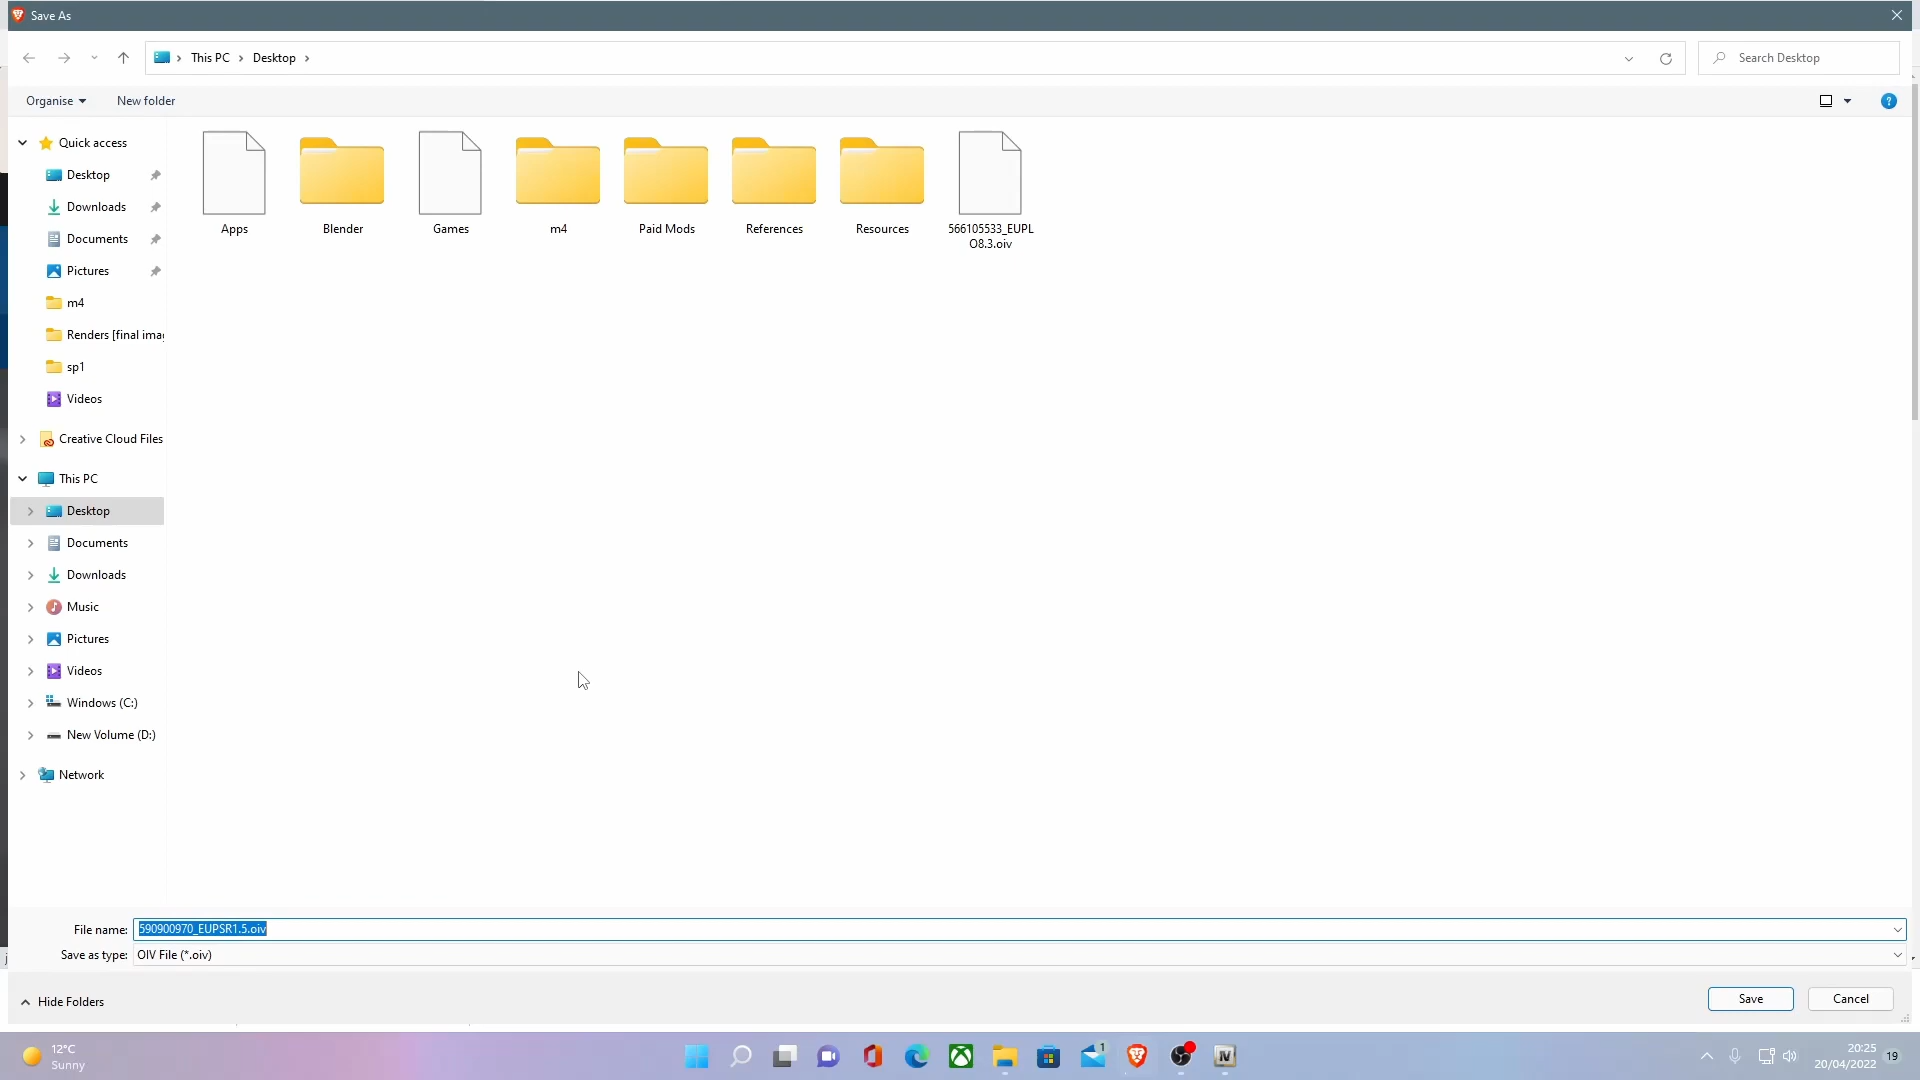 Save As
This PC
Desktop
Search Desktop
Organise
New folder
Quick access
Desktop
Downloads
Documents
Pictures
m4
Renders [final imag
sp1
Videos
Creative Cloud Files
This PC
Desktop
Documents
Downloads
Music
Pictures
Videos
Windows (C:)
New Volume (D:)
Network
Apps
Blender
Games
m4
Paid Mods
References
Resources
566105533_EUPL
O8.3.oiv
File name: 590900970_EUPSR1.5.oiv
Save as type: OIV File (*.oiv)
Hide Folders
Save
Cancel
12°C
Sunny
1
20:25
20/04/2022
19